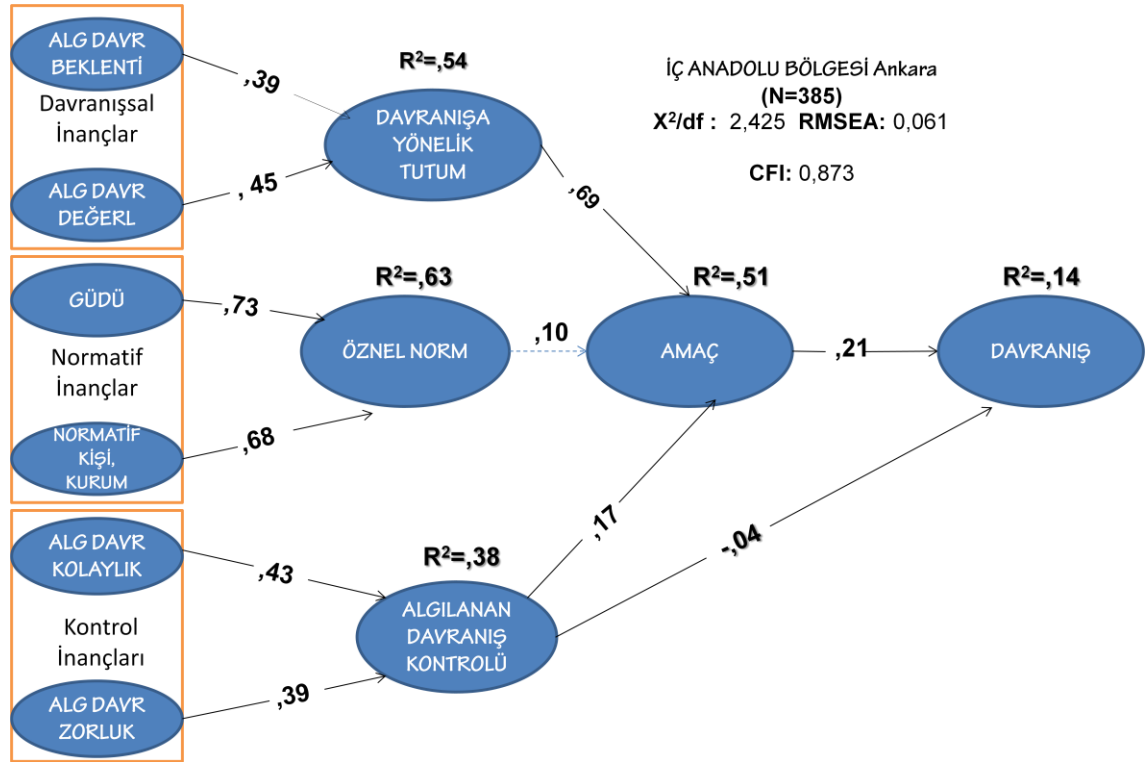 ALG DAVR
BEKLENTİ
Davranışsal
İnançlar
ALG DAVR
DEĞERL
,39
, 45
R²=,54
DAVRANIŞA
YÖNELİK
TUTUM
İÇ ANADOLU BÖLGESİ Ankara
(N=385)
X²/df : 2,425 RMSEA: 0,061
CFI: 0,873
,69
GÜDÜ
Normatif
İnançlar
NORMATİF
KİŞİ,
KURUM
,73
,68
R²=,63
ÖZNEL NORM
,10
R²=,51
AMAÇ
,21
R²=,14
DAVRANIŞ
ALG DAVR
KOLAYLIK
Kontrol
İnançları
ALG DAVR
ZORLUK
,43
,39
R²=,38
ALGILANAN
DAVRANIŞ
KONTROLÜ
,17
-,04